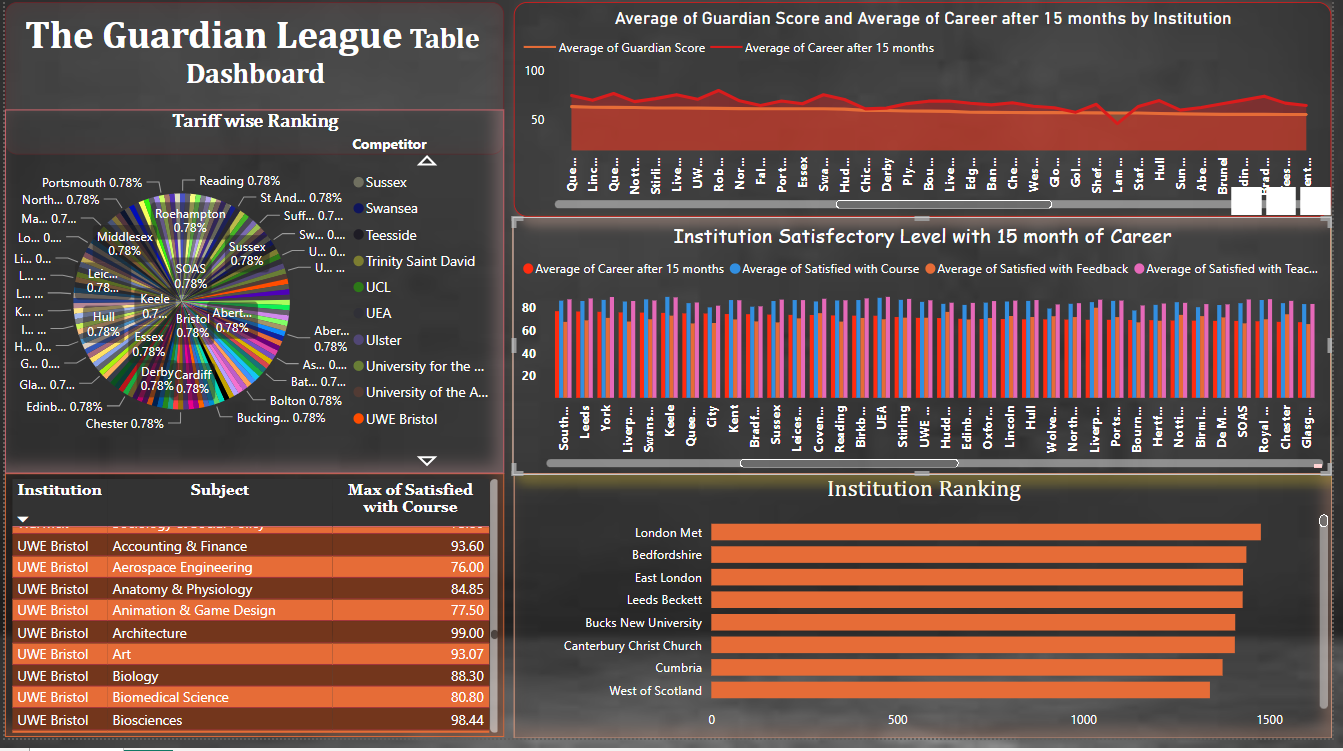 The Guardian League Table
Dashboard
Tariff wise Ranking
Competitor
Sussex
Swansea
Teesside
Trinity Saint David
UCL
UEA
Ulster
University for the ...
University of the A...
UWE Bristol
Portsmouth 0.78%
Reading 0.78%
North... 0.78%
St And... 0.78%
Ma... 0.7...
Roehampton
0.78%
Suff... 0.7...
Lo... 0....
Middlesex
0.78%
Sussex
0.78%
Sw... 0....
Li... 0....
U... 0....
L... ...
Leic...
0.78...
SOAS
0.78%
U... ...
L... ...
Keele
0.7...
K... ...
Hull
0.78%
Bristol
0.78%
Abert...
0.78%
I... ...
Aber...
0.78%
H... 0....
Essex
0.78%
G... 0....
As... 0....
Gla... 0.7...
Derby
0.78%
Cardiff
0.78%
Bat... 0.7...
Edinb... 0.78%
Bolton 0.78%
Chester 0.78%
Bucking... 0.78%
Institution Subject Max of Satisfied
with Course
UWE Bristol Accounting & Finance 93.60
UWE Bristol Aerospace Engineering 76.00
UWE Bristol Anatomy & Physiology 84.85
UWE Bristol Animation & Game Design 77.50
UWE Bristol Architecture 99.00
UWE Bristol Art 93.07
UWE Bristol Biology 88.30
UWE Bristol Biomedical Science 80.80
UWE Bristol Biosciences 98.44
Average of Guardian Score and Average of Career after 15 months by Institution
Average of Guardian Score Average of Career after 15 months
100
50
Que... Linc... Que... Nott... Stirli... Live... UW... Rob... Nor... Fal... Port... Essex Swa... Hud... Chic... Derby Ply... Bou... Live... Edg... Ban... Che... Wes... Glo... Gol... Shef... Lam... Staf... Hull Sun... Abe... Brunel
Institution Satisfectory Level with 15 month of Career
Average of Career after 15 months Average of Satisfied with Course Average of Satisfied with Feedback Average of Satisfied with Teac...
80
60
40
20
South... Leeds York Liverp... Swans... Keele Quee... City Kent Bradf... Sussex Leices... Coven... Reading Birkb... UEA Stirling UWE ... Hudd... Edinb... Oxfor... Lincoln Hull Wolve... North... Liverp... Ports... Bourn... Hertf... Notti... Birmi... De M... SOAS Royal ... Chester Glasg...
Institution Ranking
London Met
Bedfordshire
East London
Leeds Beckett
Bucks New University
Canterbury Christ Church
Cumbria
West of Scotland
0 500 1000 1500